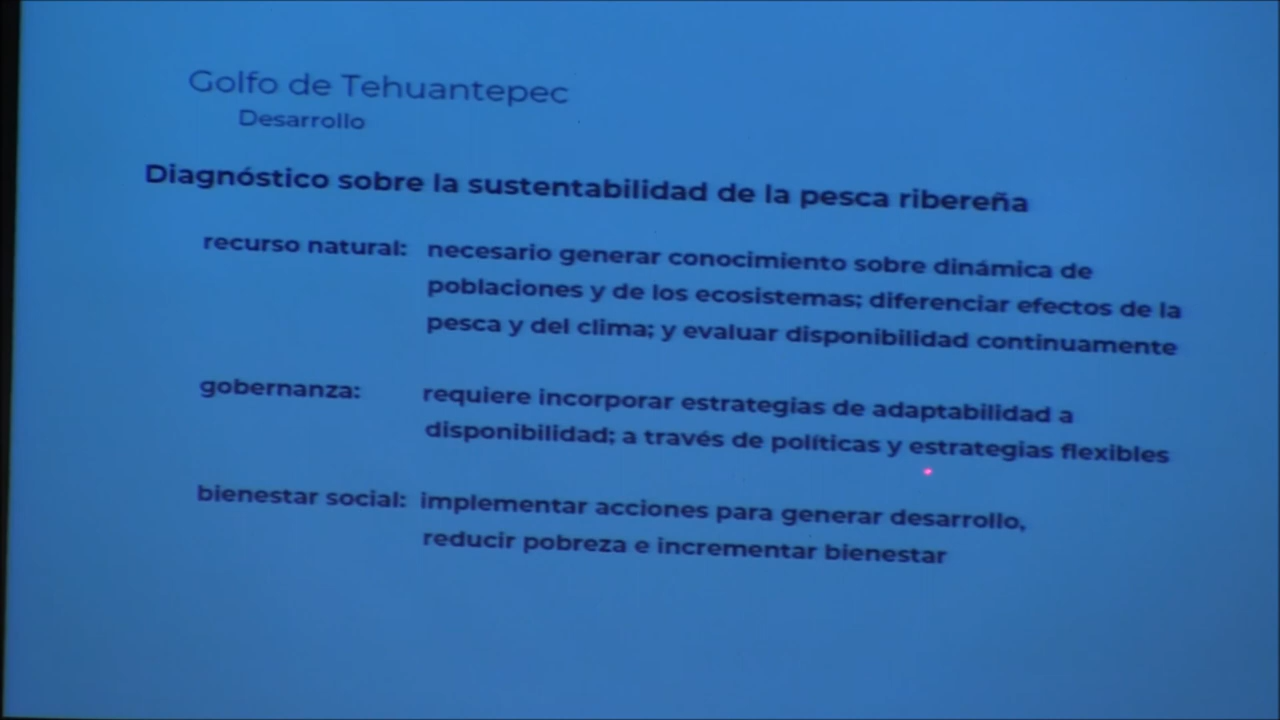 Golfo de Tehuantepec
Desarrollo
Diagnóstico sobre la sustentabilidad de la pesca ribereña
recurso natural: necesario generar conocimiento sobre dinámica de
poblaciones y de los ecosistemas; diferenciar efectos de la
pesca y del clima; y evaluar disponibilidad continuamente
gobernanza: requiere incorporar estrategias de adaptabilidad a
disponibilidad; a través de políticas y estrategias flexibles
bienestar social: implementar acciones para generar desarrollo,
reducir pobreza e incrementar bienestar